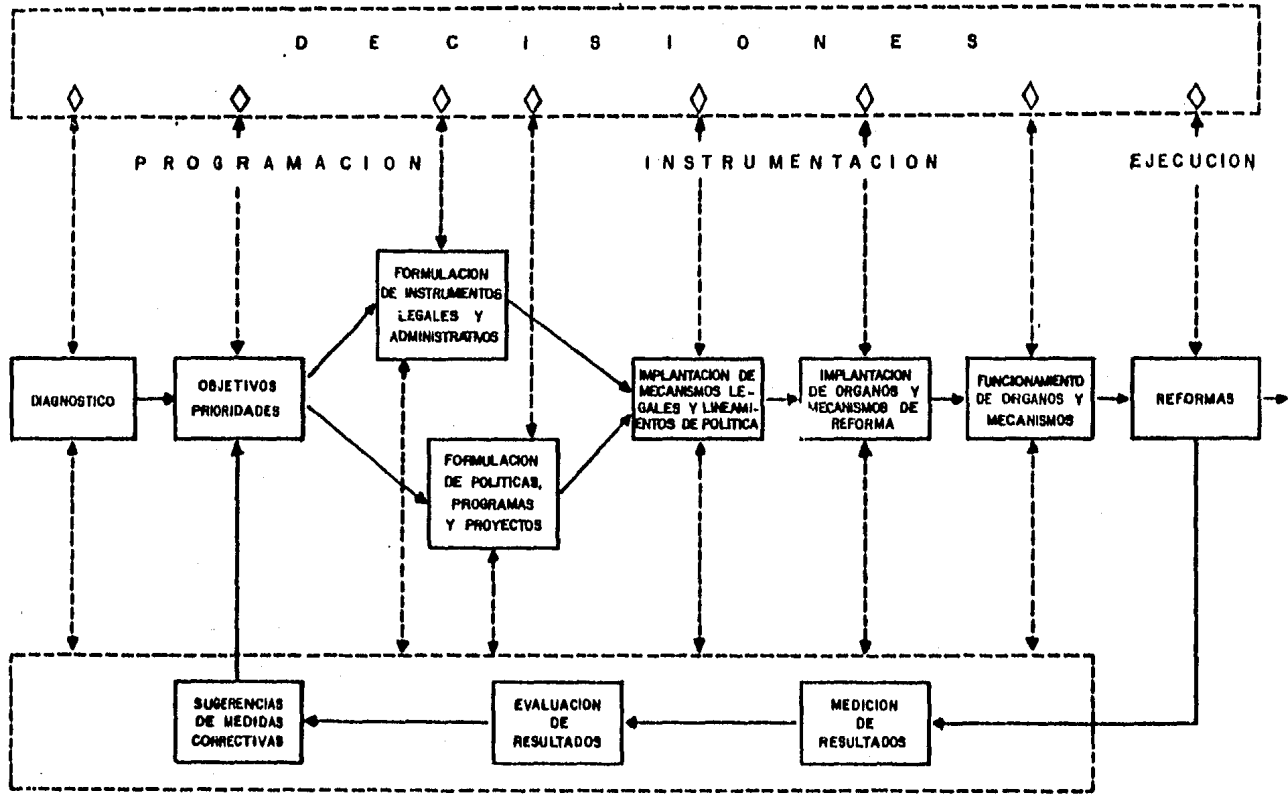 D E C I S I O N E S
P R O G R A M A C I O N
I N S T R U M E N T A C I O N
E J E C U C I O N
FORMULACION
DE INSTRUMENTOS
LEGALES Y
ADMINISTRATIVOS
DIAGNOSTICO
OBJETIVOS
PRIORIDADES
FORMULACION
DE POLITICAS,
PROGRAMAS
Y PROYECTOS
IMPLANTACION DE
MECANISMOS LE-
GALES Y LINEAMI-
ENTOS DE POLITICA
IMPLANTACION
DE ORGANOS Y
MECANISMOS DE
REFORMA
FUNCIONAMIENTO
DE ORGANOS Y
MECANISMOS
REFORMAS
SUGERENCIAS
DE MEDIDAS
CORRECTIVAS
EVALUACION
DE
RESULTADOS
MEDICION
DE
RESULTADOS